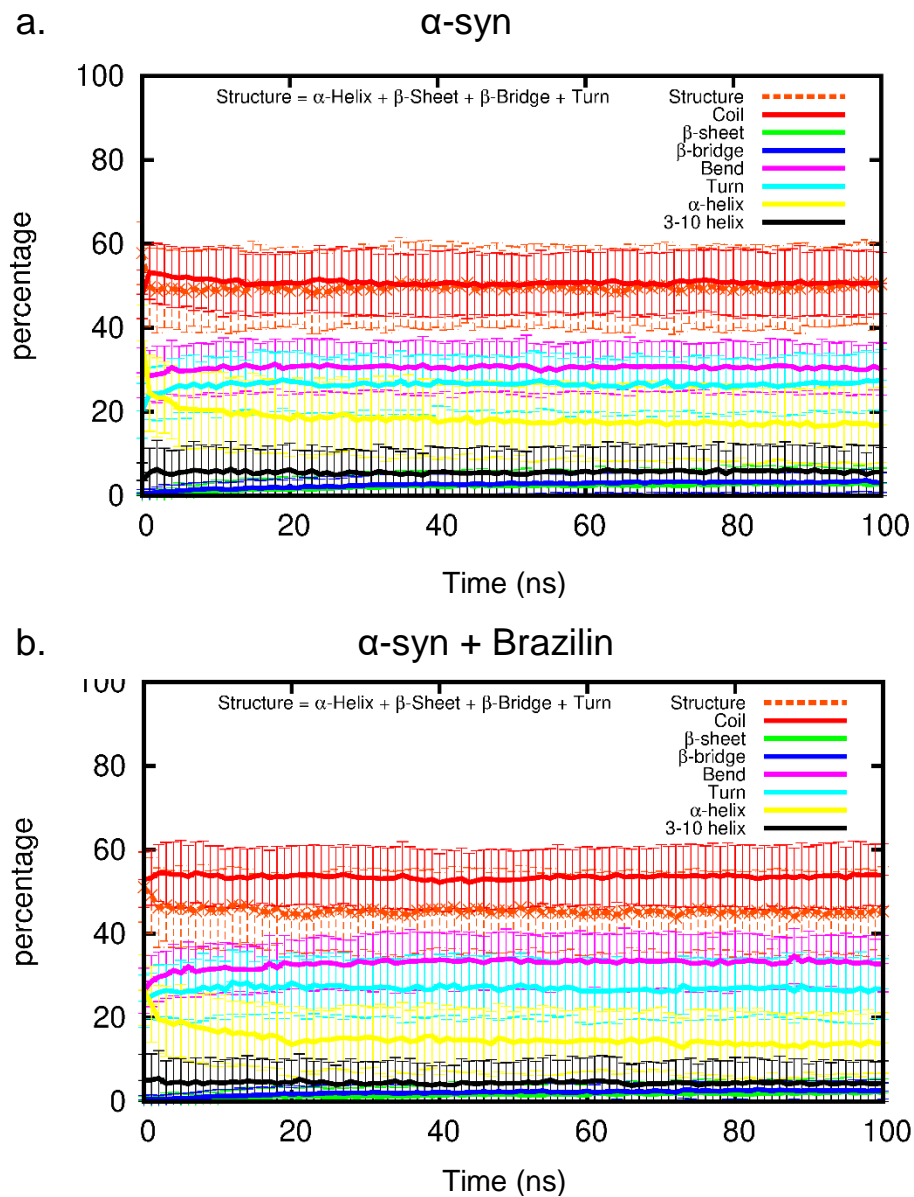 a.
α-syn
Structure = α-Helix + β-Sheet + β-Bridge + Turn
Structure
Coil
β-sheet
β-bridge
Bend
Turn
α-helix
3-10 helix
percentage
100
80
60
40
20
0
0 20 40 60 80 100
Time (ns)
b.
α-syn + Brazilin
Structure = α-Helix + β-Sheet + β-Bridge + Turn
Structure
Coil
β-sheet
β-bridge
Bend
Turn
α-helix
3-10 helix
percentage
100
80
60
40
20
0
0 20 40 60 80 100
Time (ns)